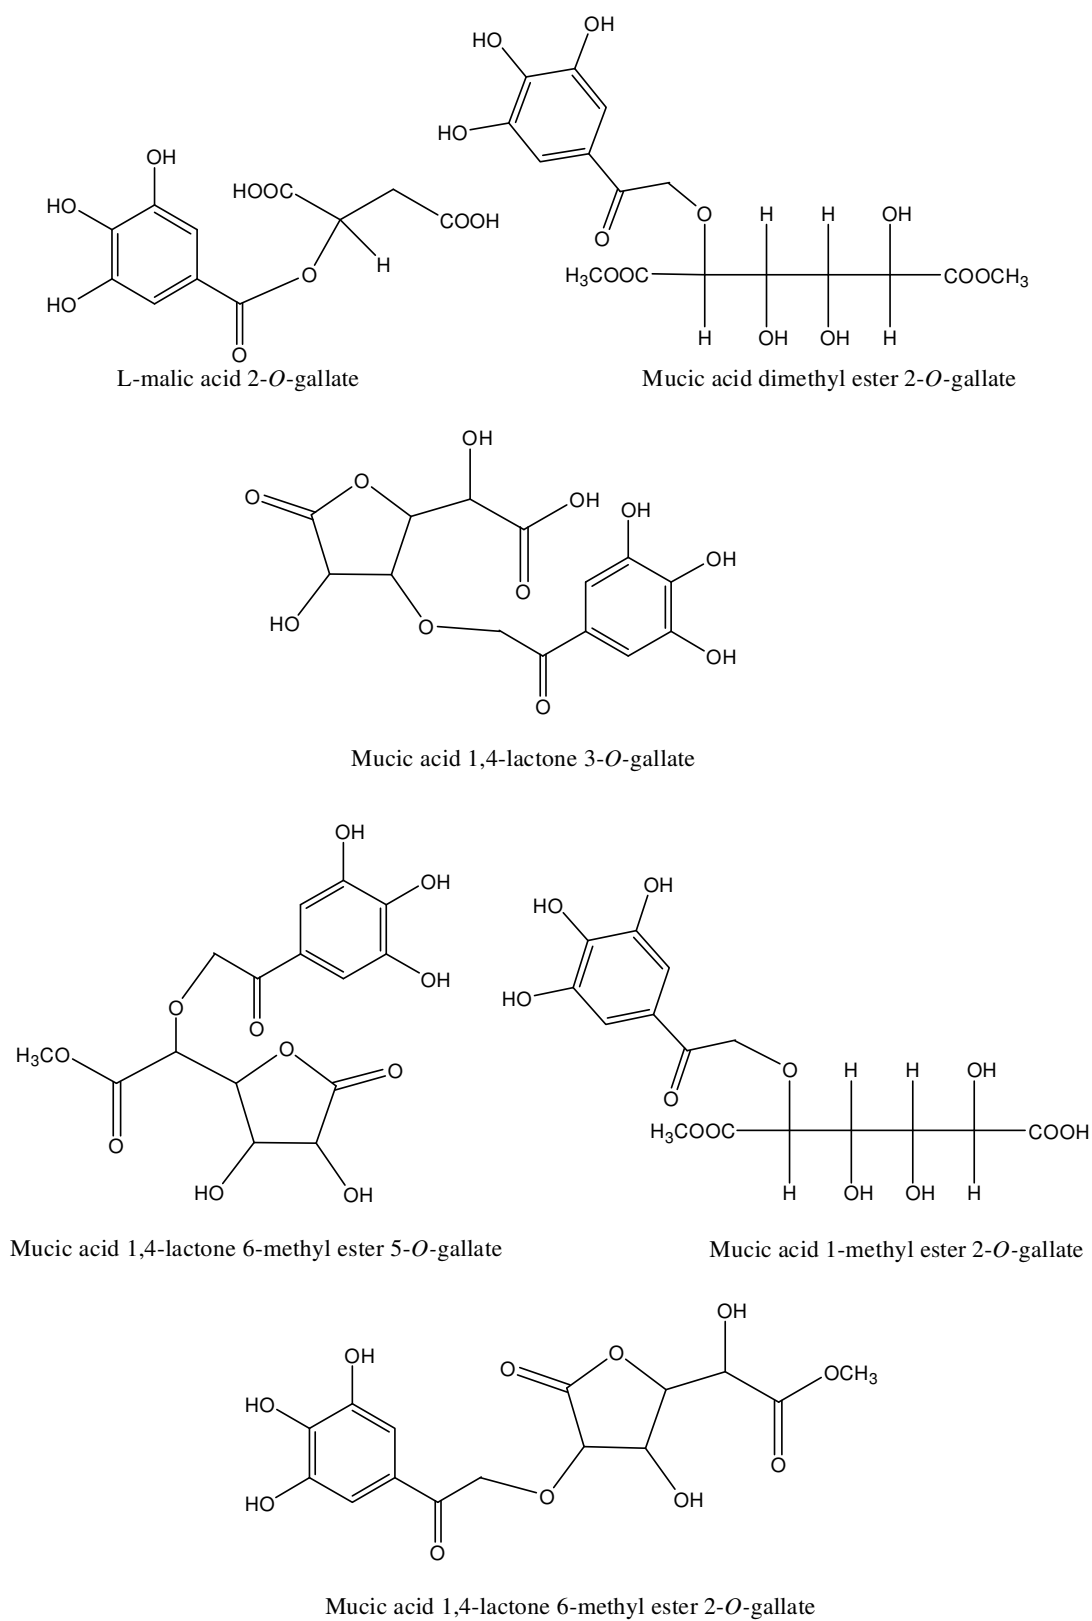 OH
HO
HO
HOOC
COOH
H
O
O
L-malic acid 2-O-gallate
OH
HO
HO
O
O
H
H
OH
H₃COOC
COOCH₃
H
OH
OH
H
Mucic acid dimethyl ester 2-O-gallate
OH
O
O
OH
O
HO
O
OH
OH
OH
O
Mucic acid 1,4-lactone 3-O-gallate
OH
OH
OH
O
O
H₃CO
O
O
O
HO
OH
Mucic acid 1,4-lactone 6-methyl ester 5-O-gallate
OH
HO
HO
O
O
H
H
OH
H₃COOC
COOH
H
OH
OH
H
Mucic acid 1-methyl ester 2-O-gallate
OH
O
O
OCH₃
O
OH
OH
HO
HO
O
O
Mucic acid 1,4-lactone 6-methyl ester 2-O-gallate